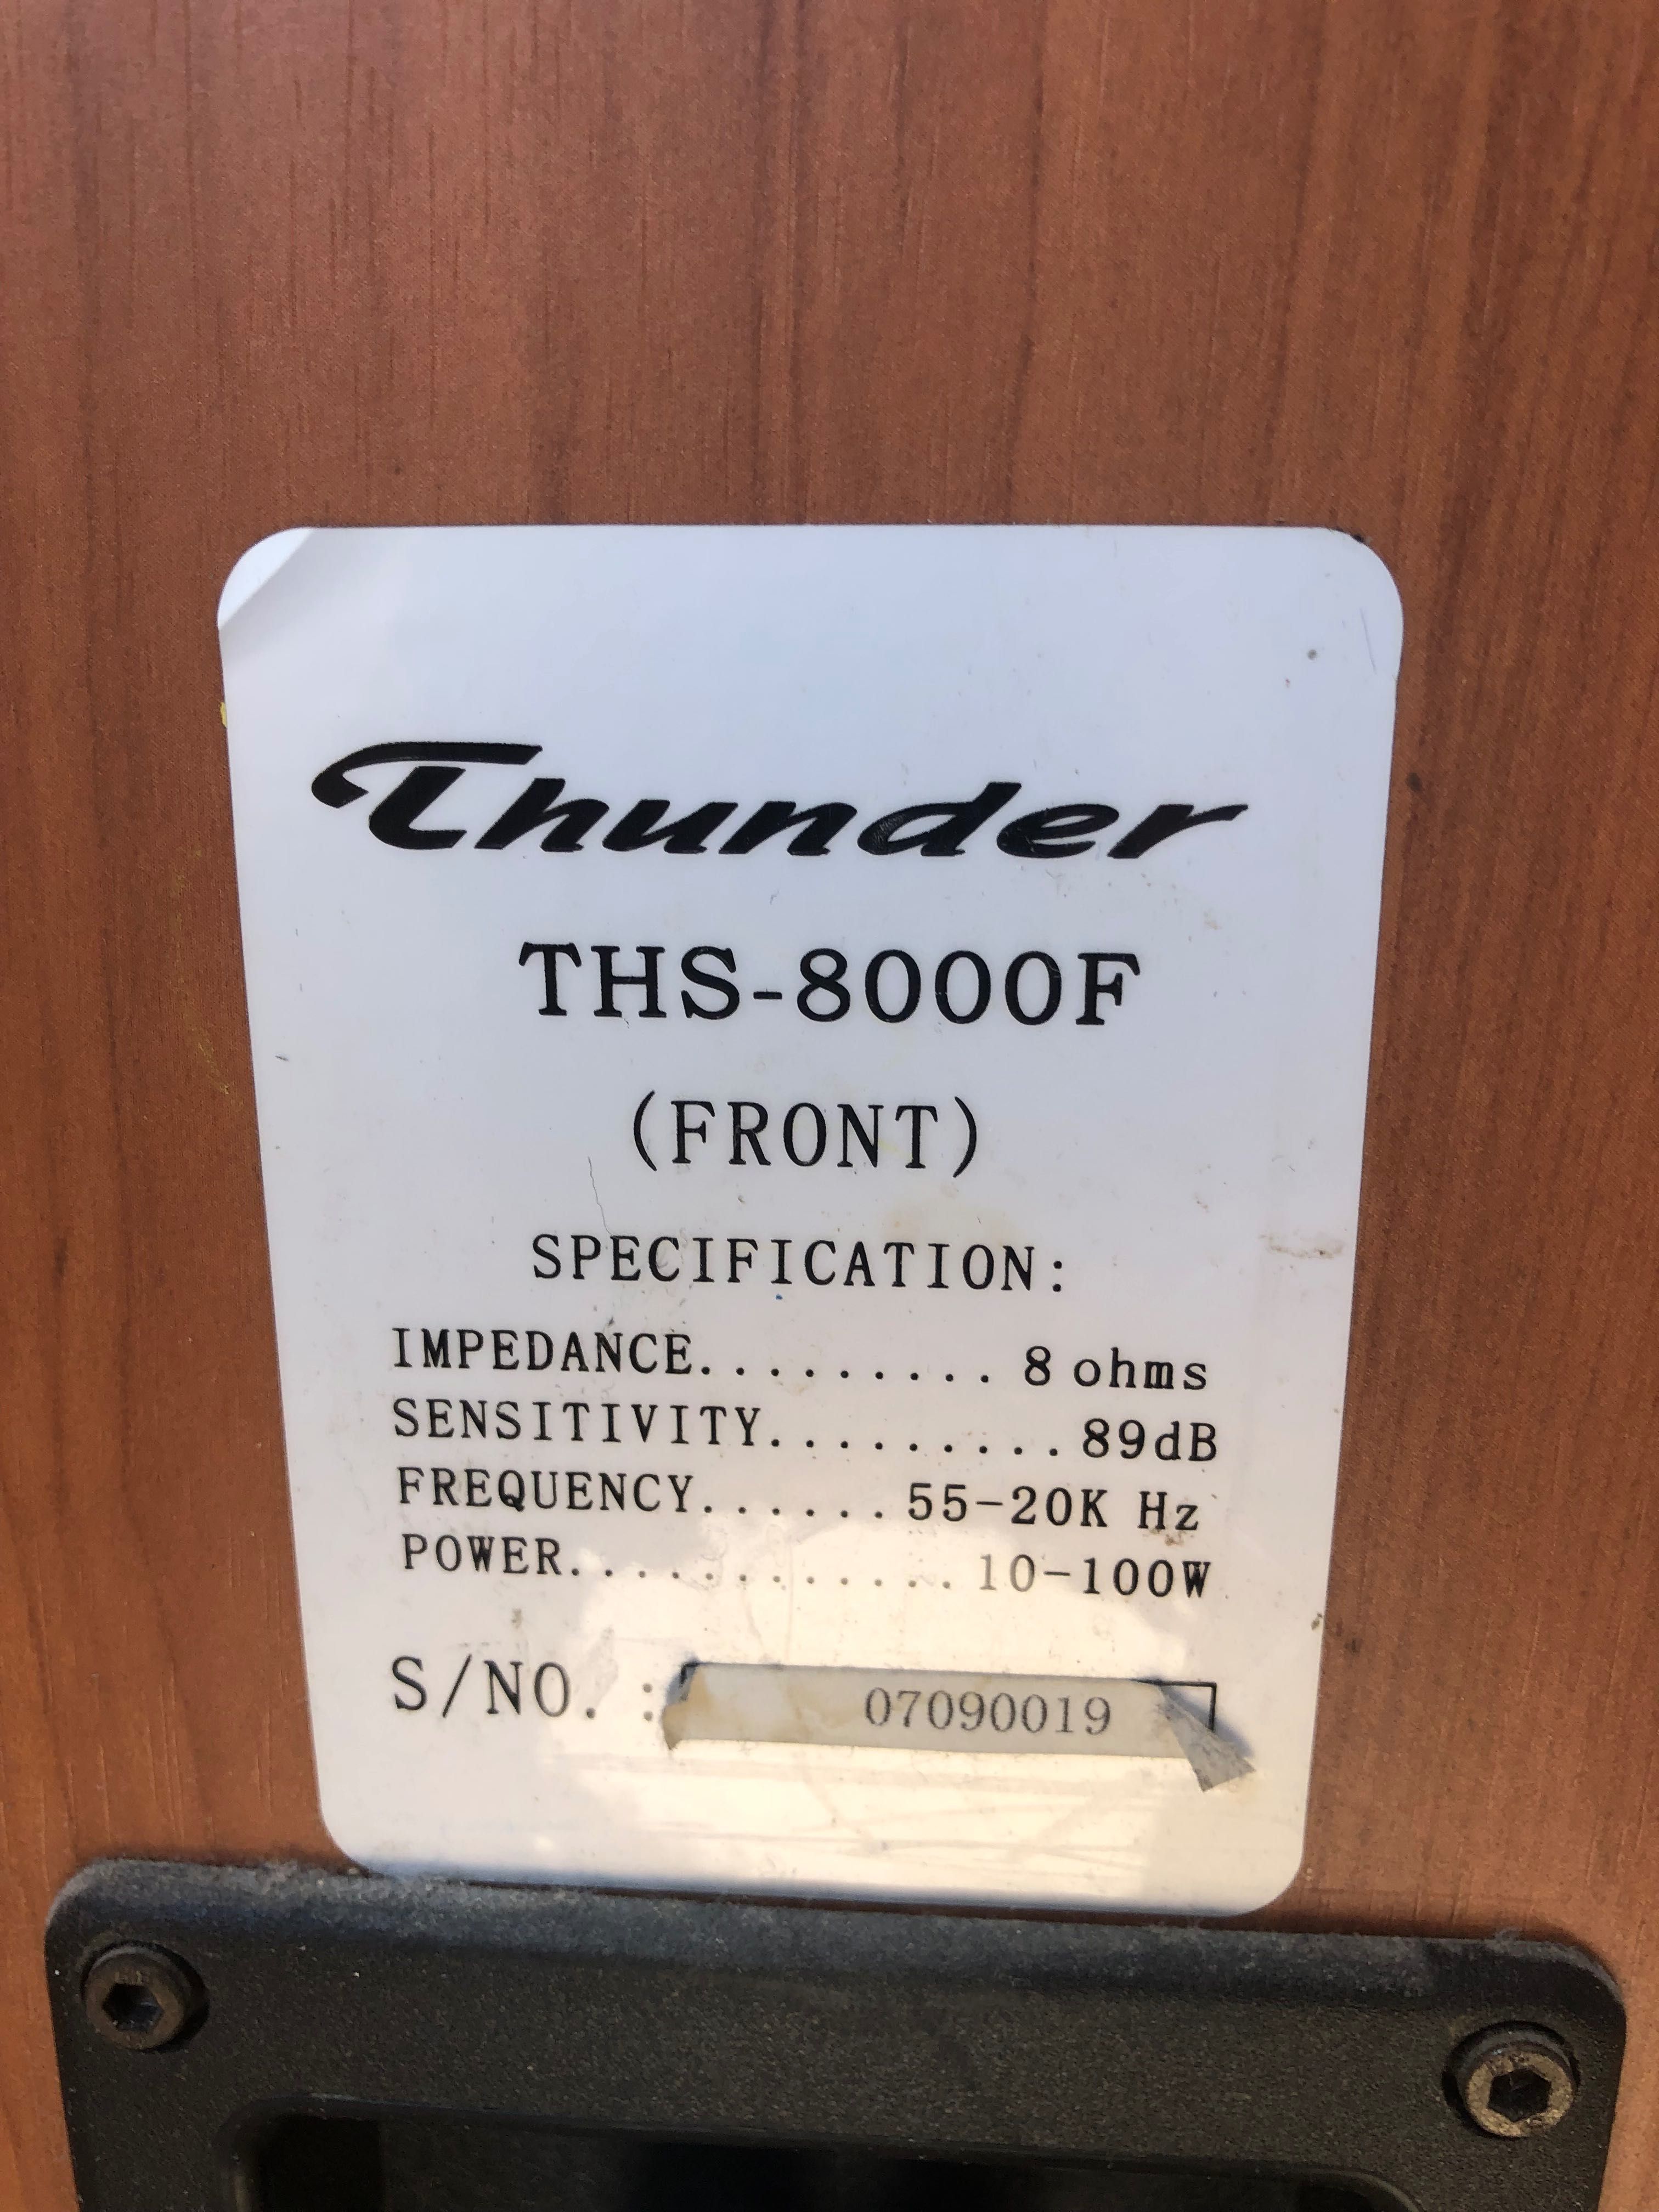 Thunder
THS-8000F
(FRONT)
SPECIFICATION:
IMPEDANCE......... 8 ohms
SENSITIVITY.........89dB
FREQUENCY......55-20K Hz
POWER............10-100W
S/NO.: 07090019